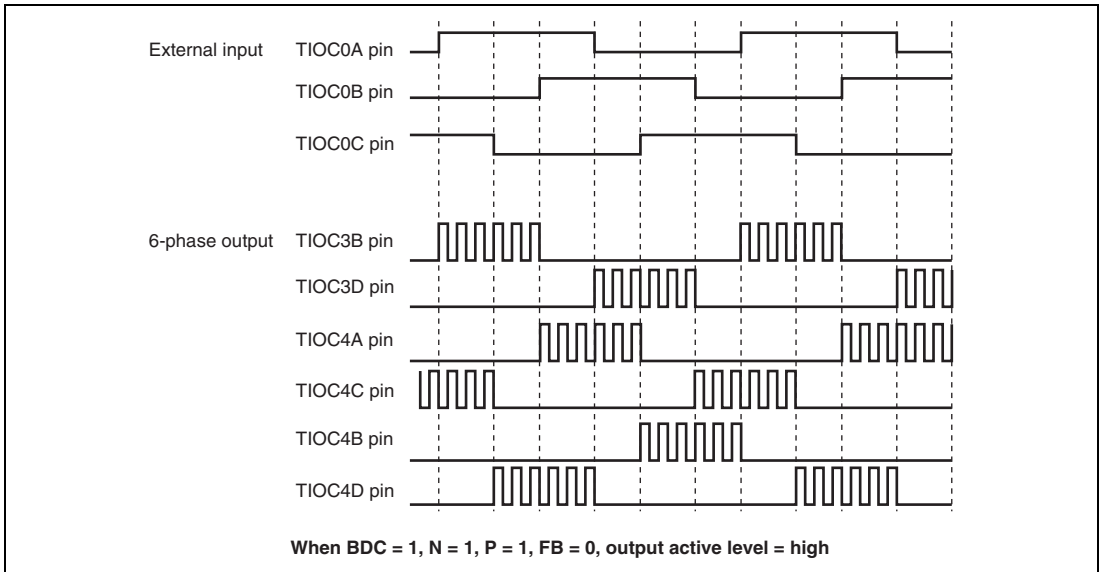 External input TIOC0A pin
TIOC0B pin
TIOC0C pin
6-phase output TIOC3B pin
TIOC3D pin
TIOC4A pin
TIOC4C pin
TIOC4B pin
TIOC4D pin
When BDC = 1, N = 1, P = 1, FB = 0, output active level = high